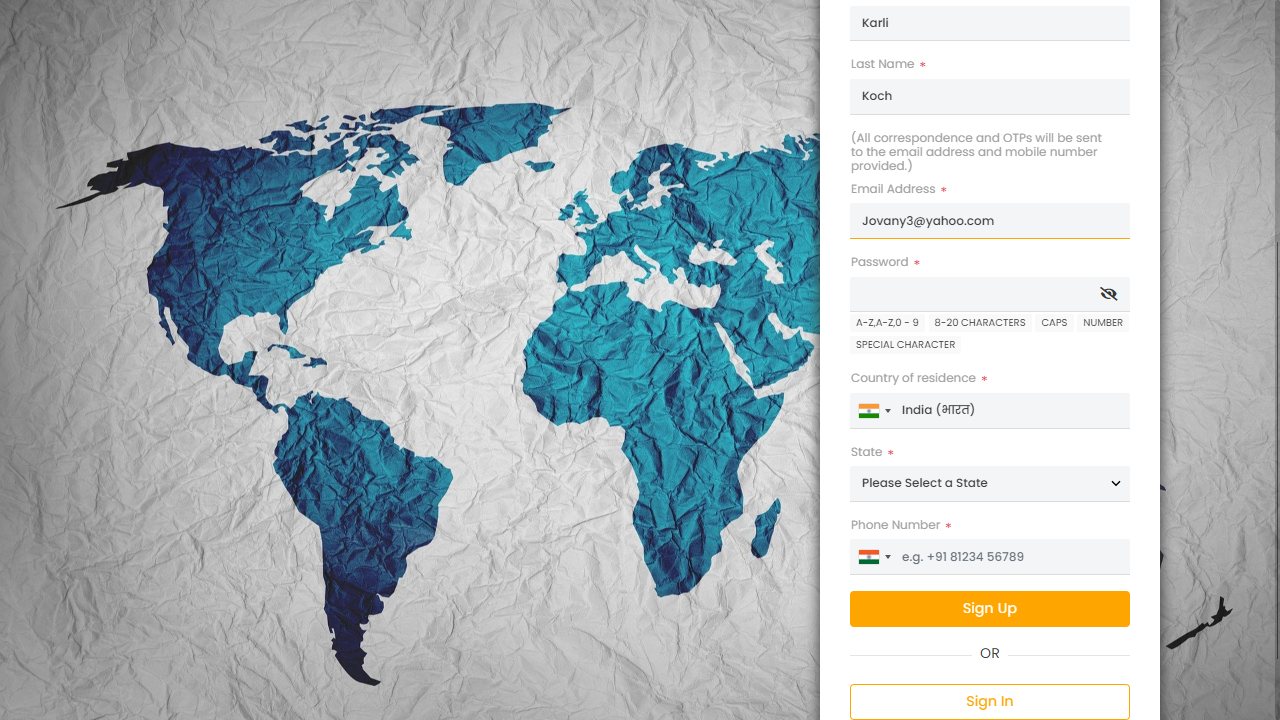 Karli
Last Name *
Koch
(All correspondence and OTPs will be sent
to the email address and mobile number
provided.)
Email Address *
Jovany3@yahoo.com
Password *
A-Z,A-Z,0 - 9 8-20 CHARACTERS CAPS NUMBER
SPECIAL CHARACTER
Country of residence *
India (भारत)
State *
Please Select a State
Phone Number *
e.g. +91 81234 56789
Sign Up
OR
Sign In